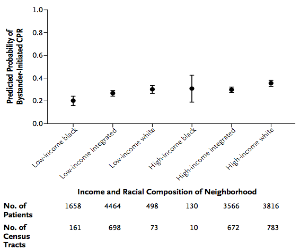 Predicted Probability of
Bystander-Initiated CPR
1.0
0.8
0.6
0.4
0.2
0.0
Low-income black
Low-income integrated
Low-income white
High-income black
High-income integrated
High-income white
Income and Racial Composition of Neighborhood
No. of Patients 1658 4464 498 130 3566 3816
No. of Census Tracts 161 698 73 10 672 783